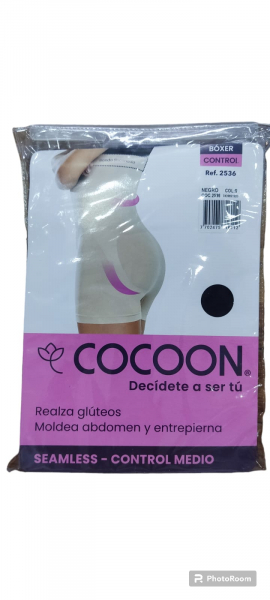 BÓXER
CONTROL
Ref. 2536
NEGRO
COCOON®
Decídete a ser tú
Realza glúteos
Moldea abdomen y entrepierna
SEAMLESS - CONTROL MEDIO
PhotoRoom